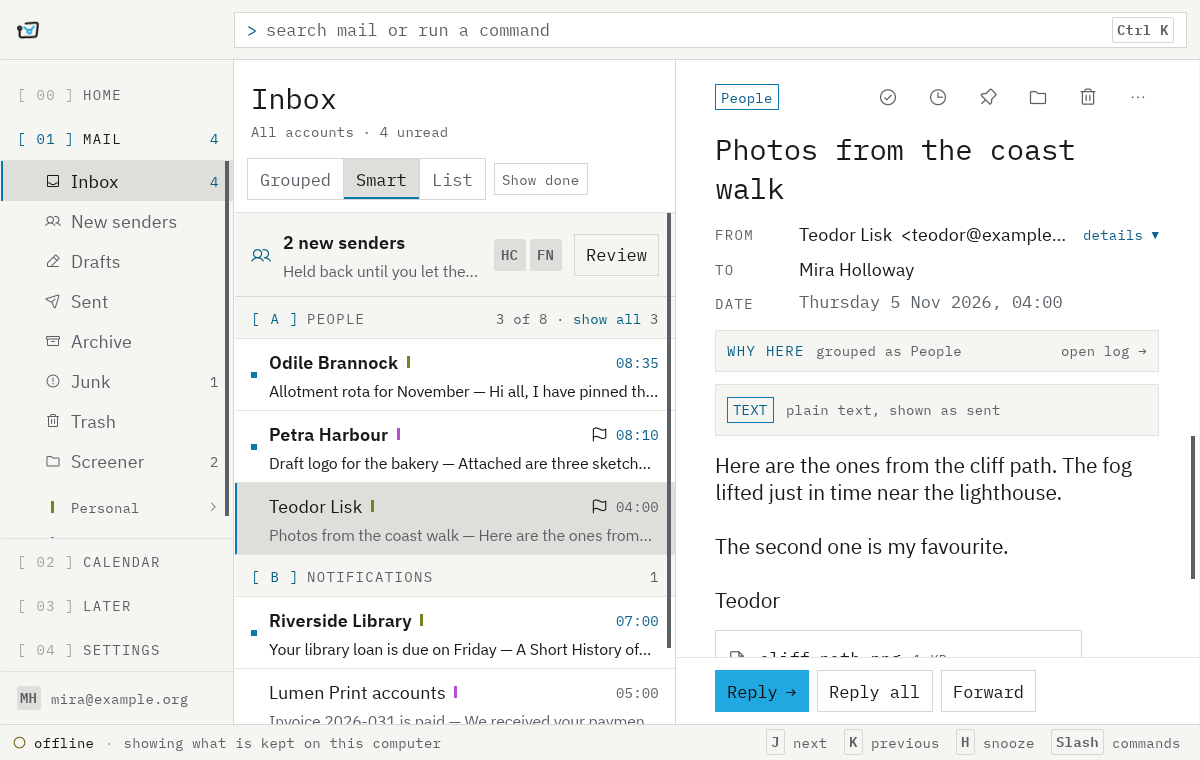 > search mail or run a command
Ctrl K
[ 00 ] HOME
[ 01 ] MAIL 4
Inbox 4
New senders
Drafts
Sent
Archive
Junk 1
Trash
Screener 2
Personal
[ 02 ] CALENDAR
[ 03 ] LATER
[ 04 ] SETTINGS
MH mira@example.org
Inbox
All accounts · 4 unread
Grouped Smart List Show done
2 new senders
Held back until you let the...
HC FN Review
[ A ] PEOPLE 3 of 8 · show all 3
Odile Brannock 08:35
Allotment rota for November — Hi all, I have pinned th...
Petra Harbour 08:10
Draft logo for the bakery — Attached are three sketch...
Teodor Lisk 04:00
Photos from the coast walk — Here are the ones from...
[ B ] NOTIFICATIONS 1
Riverside Library 07:00
Your library loan is due on Friday — A Short History of...
Lumen Print accounts 05:00
Invoice 2026-031 is paid — We received your paymen...
People
Photos from the coast
walk
FROM Teodor Lisk <teodor@example... details ▾
TO Mira Holloway
DATE Thursday 5 Nov 2026, 04:00
WHY HERE grouped as People open log →
TEXT plain text, shown as sent
Here are the ones from the cliff path. The fog
lifted just in time near the lighthouse.
The second one is my favourite.
Teodor
Reply → Reply all Forward
offline · showing what is kept on this computer
J next K previous H snooze Slash commands